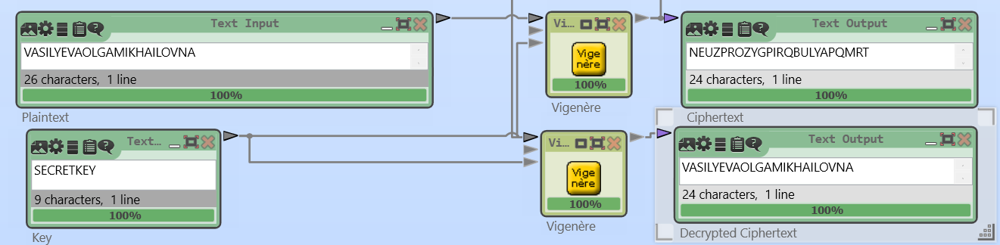 Text Input
VASILYEVAOLGAMIKHAILOVNA
26 characters, 1 line
100%
Plaintext
Vi...
Vige
nère
100%
Vigenère
Text Output
NEUZPROZYGPIRQBULYAPQMRT
24 characters, 1 line
100%
Ciphertext
Text...
SECRETKEY
9 characters, 1 line
100%
Key
Vi...
Vige
nère
100%
Vigenère
Text Output
VASILYEVAOLGAMIKHAILOVNA
24 characters, 1 line
100%
Decrypted Ciphertext